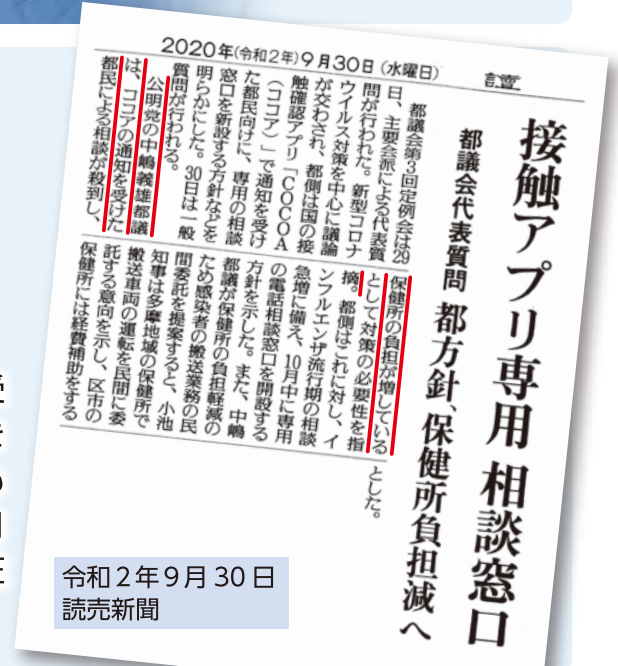 2020年(令和2年)9月30日(水曜日)
読売
接触アプリ専用 相談窓口
都議会代表質問 都方針、保健所負担減へ
都議会第3回定例会は29
日、主要会派による代表質
問が行われた。新型コロナ
ウイルス対策を中心に議論
が交わされ、都側は国の接
触確認アプリ「COCOA
(ココア)」で通知を受け
た都民向けに、専用の相談
窓口を新設する方針などを
明らかにした。30日は一般
質問が行われる。
公明党の中嶋義雄都議
は、ココアの通知を受けた
都民による相談が殺到し、
保健所の負担が増している
として対策の必要性を指
摘。都側はこれに対し、イ
ンフルエンザ流行期の相談
急増に備え、10月中に専用
の電話相談窓口を開設する
方針を示した。また、中嶋
都議が保健所の負担軽減の
ため感染者の搬送業務の民
間委託を提案すると、小池
知事は多摩地域の保健所で
搬送車両の運転を民間に委
託する意向を示し、区市の
保健所には経費補助をする
とした。
令和2年9月30日
読売新聞